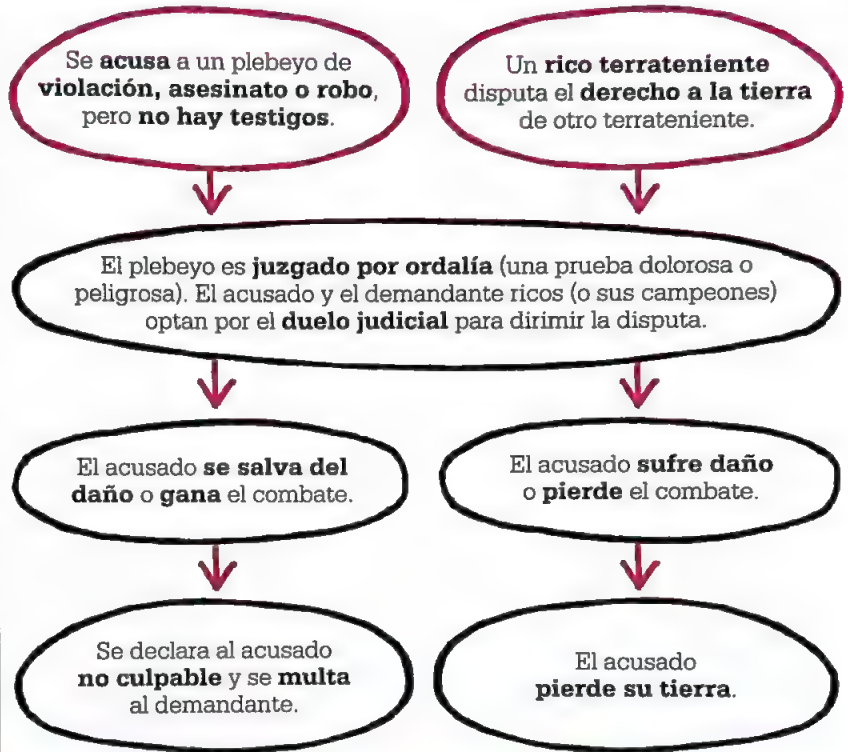 Se acusa a un plebeyo de
violación, asesinato o robo,
pero no hay testigos.
Un rico terrateniente
disputa el derecho a la tierra
de otro terrateniente.
El plebeyo es juzgado por ordalía (una prueba dolorosa o
peligrosa). El acusado y el demandante ricos (o sus campeones)
optan por el duelo judicial para dirimir la disputa.
El acusado se salva del
daño o gana el combate.
El acusado sufre daño
o pierde el combate.
Se declara al acusado
no culpable y se multa
al demandante.
El acusado
pierde su tierra.